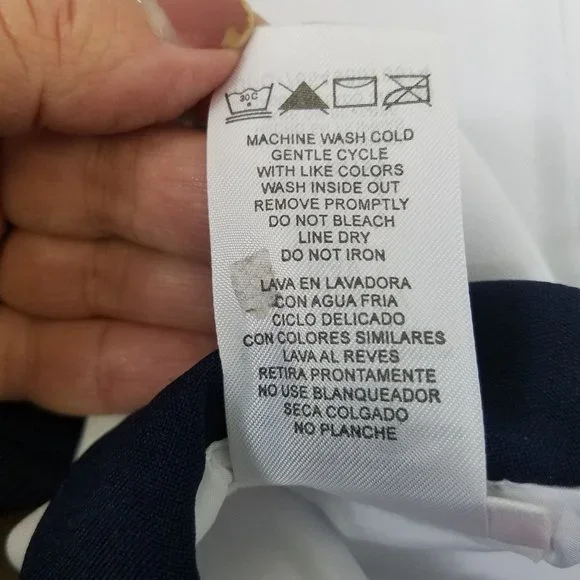 30 C
MACHINE WASH COLD
GENTLE CYCLE
WITH LIKE COLORS
WASH INSIDE OUT
REMOVE PROMPTLY
DO NOT BLEACH
LINE DRY
DO NOT IRON
LAVA EN LAVADORA
CON AGUA FRIA
CICLO DELICADO
CON COLORES SIMILARES
LAVA AL REVES
RETIRA PRONTAMENTE
NO USE BLANQUEADOR
SECA COLGADO
NO PLANCHE